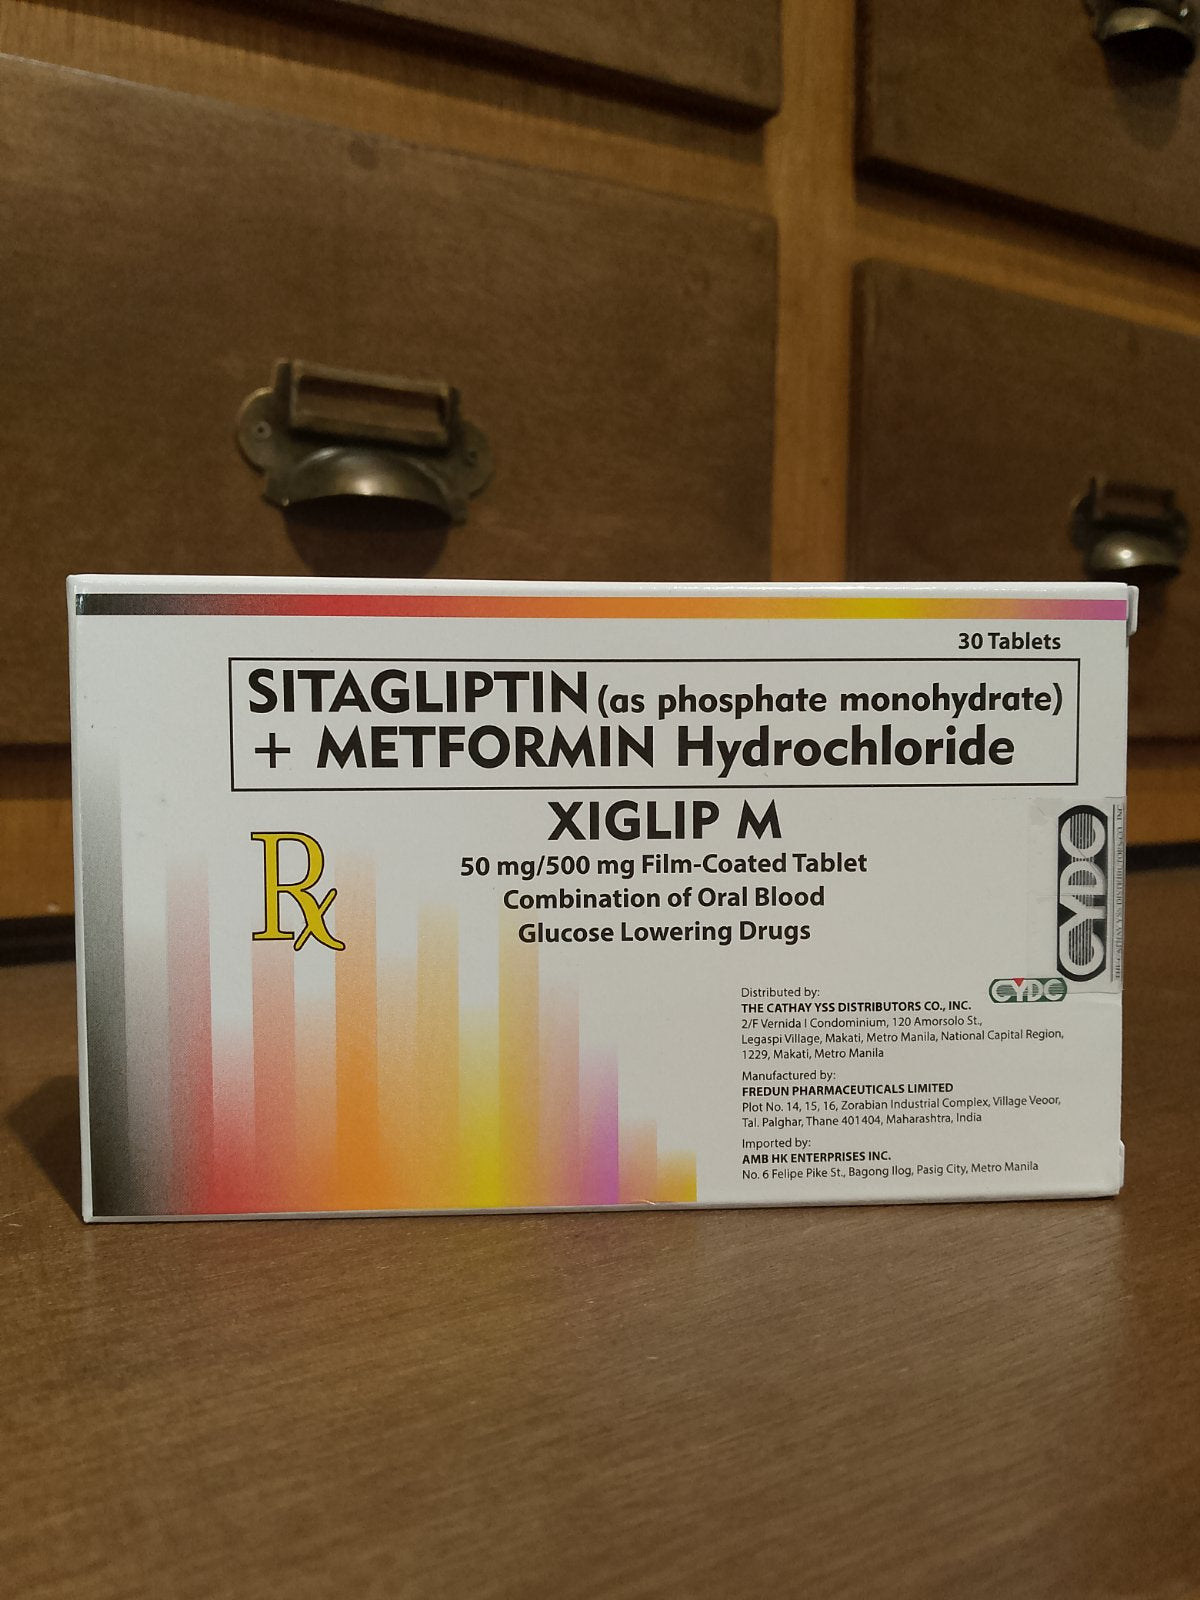 30 Tablets
SITAGLIPTIN (as phosphate monohydrate)
+ METFORMIN Hydrochloride
XIGLIP M
Rx
50 mg/500 mg Film-Coated Tablet
Combination of Oral Blood
Glucose Lowering Drugs
CYDC
CYDC
Distributed by:
THE CATHAY YSS DISTRIBUTORS CO., INC.
2/F Vernida I Condominium, 120 Amorsolo St.,
Legaspi Village, Makati, Metro Manila, National Capital Region,
1229, Makati, Metro Manila
Manufactured by:
FREDUN PHARMACEUTICALS LIMITED
Plot No. 14, 15, 16, Zorabian Industrial Complex, Village Veoor,
Tal. Palghar, Thane 401404, Maharashtra, India
Imported by:
AMB HK ENTERPRISES INC.
No. 6 Felipe Pike St., Bagong Ilog, Pasig City, Metro Manila